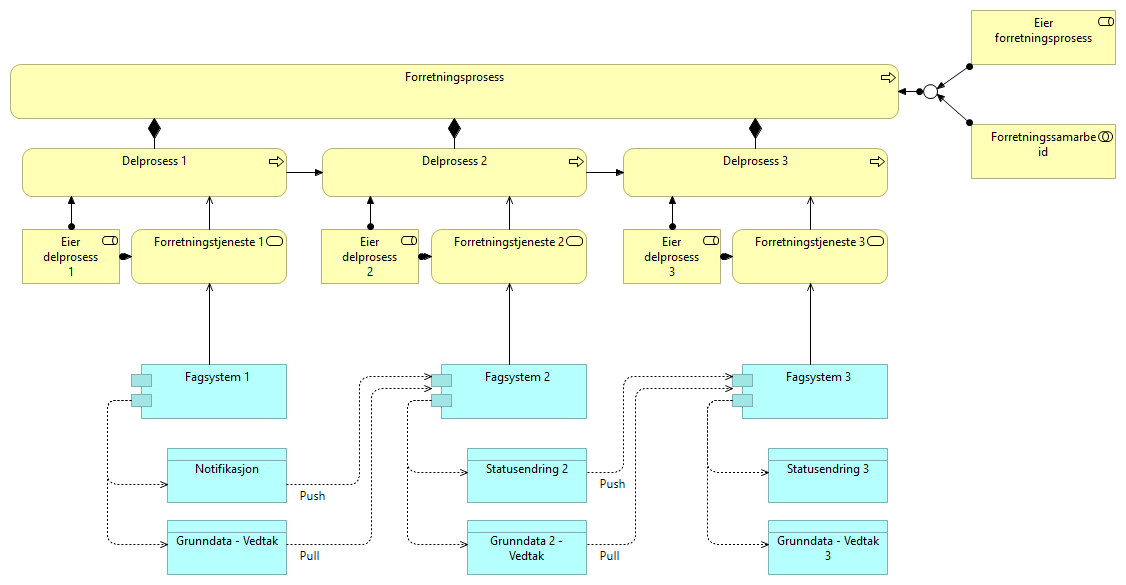 Eier
forretningsprosess
Forretningsprosess
Forretningssamarbe
id
Delprosess 1
Delprosess 2
Delprosess 3
Eier
delprosess
1
Forretningstjeneste 1
Eier
delprosess
2
Forretningstjeneste 2
Eier
delprosess
3
Forretningstjeneste 3
Fagsystem 1
Fagsystem 2
Fagsystem 3
Notifikasjon
Push
Statusendring 2
Push
Statusendring 3
Grunndata - Vedtak
Pull
Grunndata 2 -
Vedtak
Pull
Grunndata - Vedtak
3